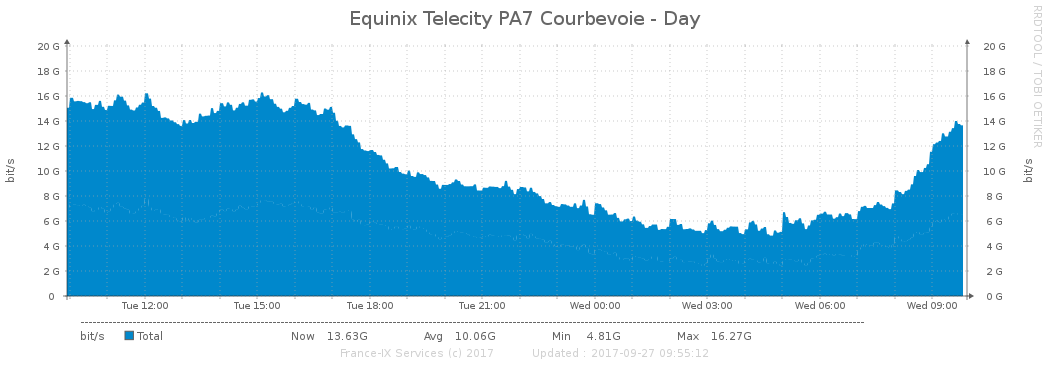 Equinix Telecity PA7 Courbevoie - Day
RRDTOOL / TOBI OETIKER
bit/s
20 G 20 G
18 G 18 G
16 G 16 G
14 G 14 G
12 G 12 G
10 G 10 G
8 G 8 G
6 G 6 G
4 G 4 G
2 G 2 G
0 0 G
bit/s
Tue 12:00 Tue 15:00 Tue 18:00 Tue 21:00 Wed 00:00 Wed 03:00 Wed 06:00 Wed 09:00
bit/s Total Now 13.63G Avg 10.06G Min 4.81G Max 16.27G
France-IX Services (c) 2017 Updated : 2017-09-27 09:55:12